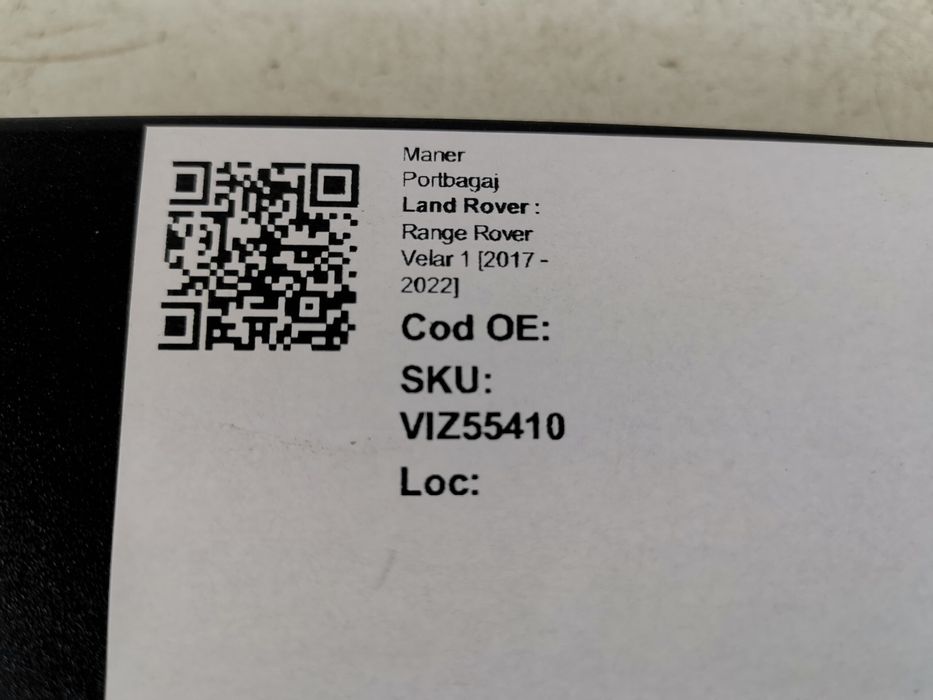 Maner
Portbagaj
Land Rover :
Range Rover
Velar 1 [2017 -
2022]
Cod OE:
SKU:
VIZ55410
Loc: